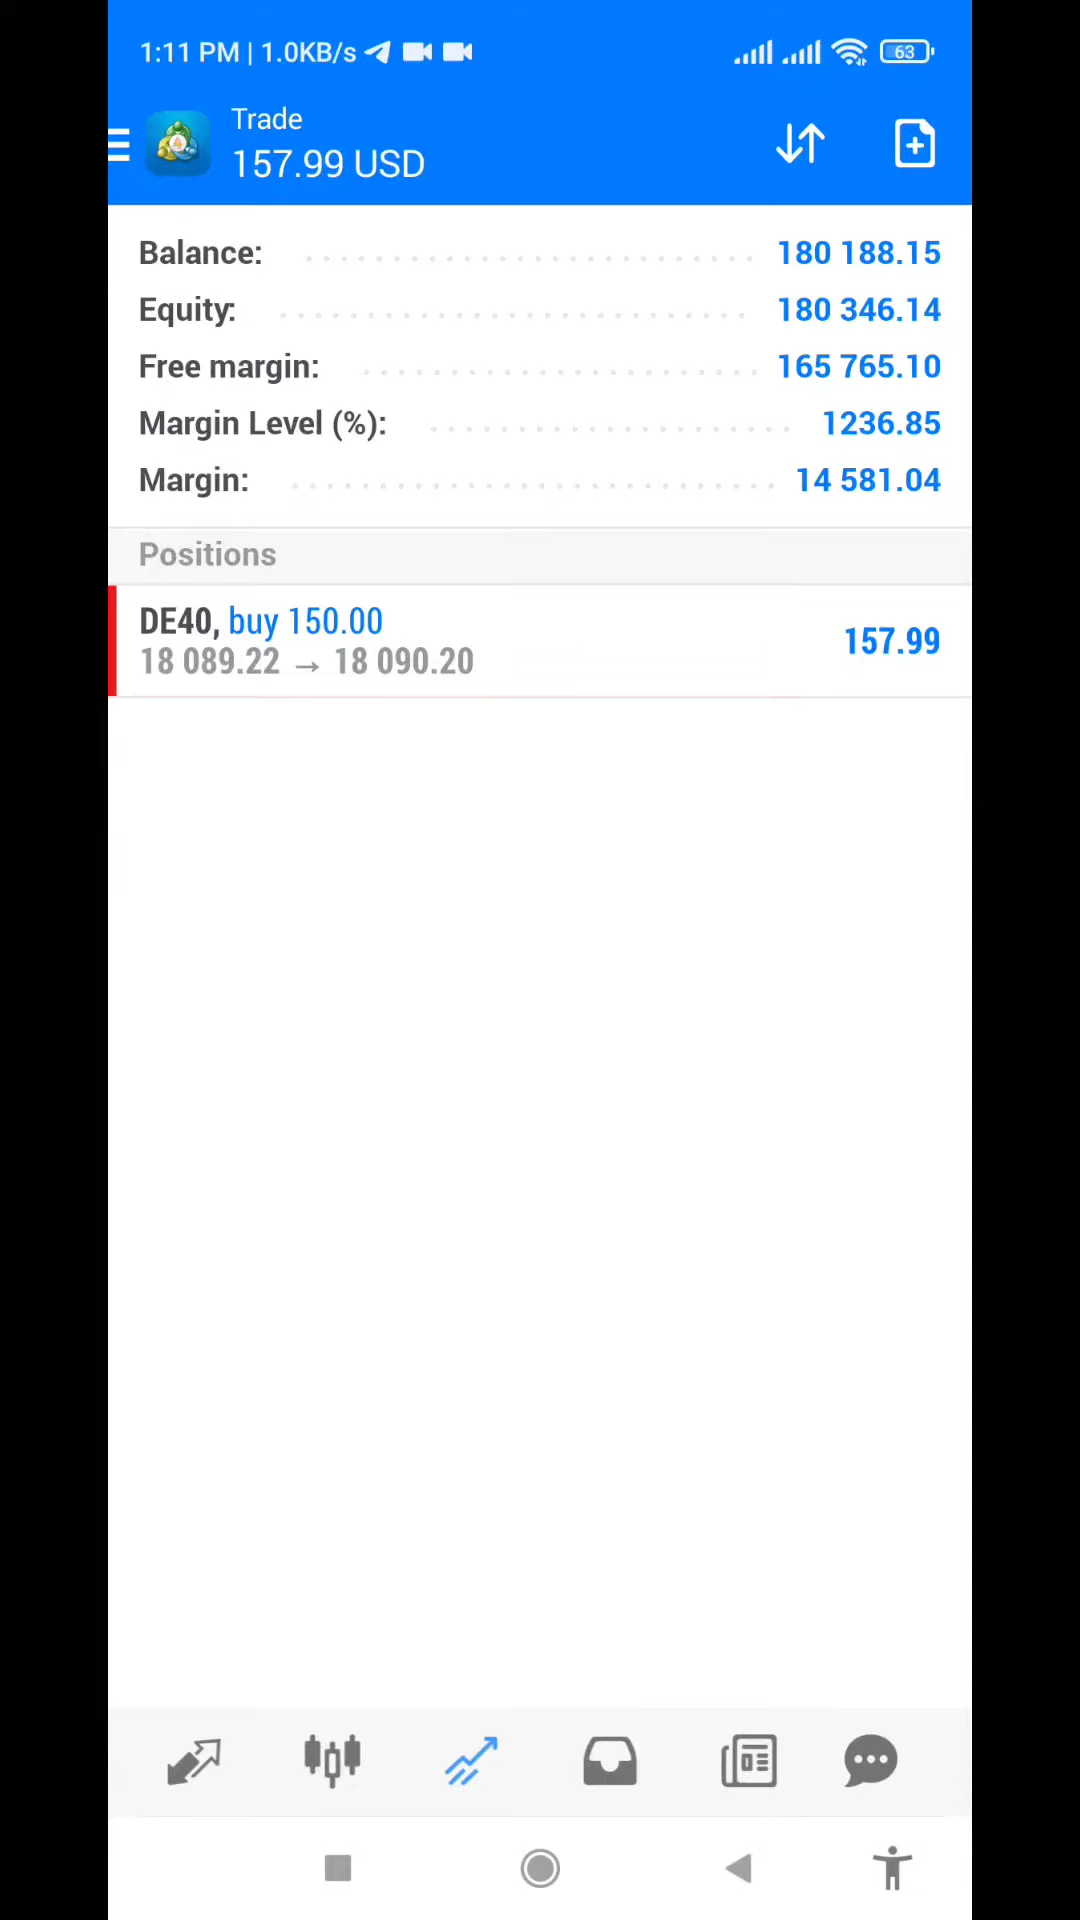 1:11 PM | 1.0KB/s
63
Trade
157.99 USD
Balance: 180 188.15
Equity: 180 346.14
Free margin: 165 765.10
Margin Level (%): 1236.85
Margin: 14 581.04
Positions
DE40, buy 150.00
157.99
18 089.22 → 18 090.20